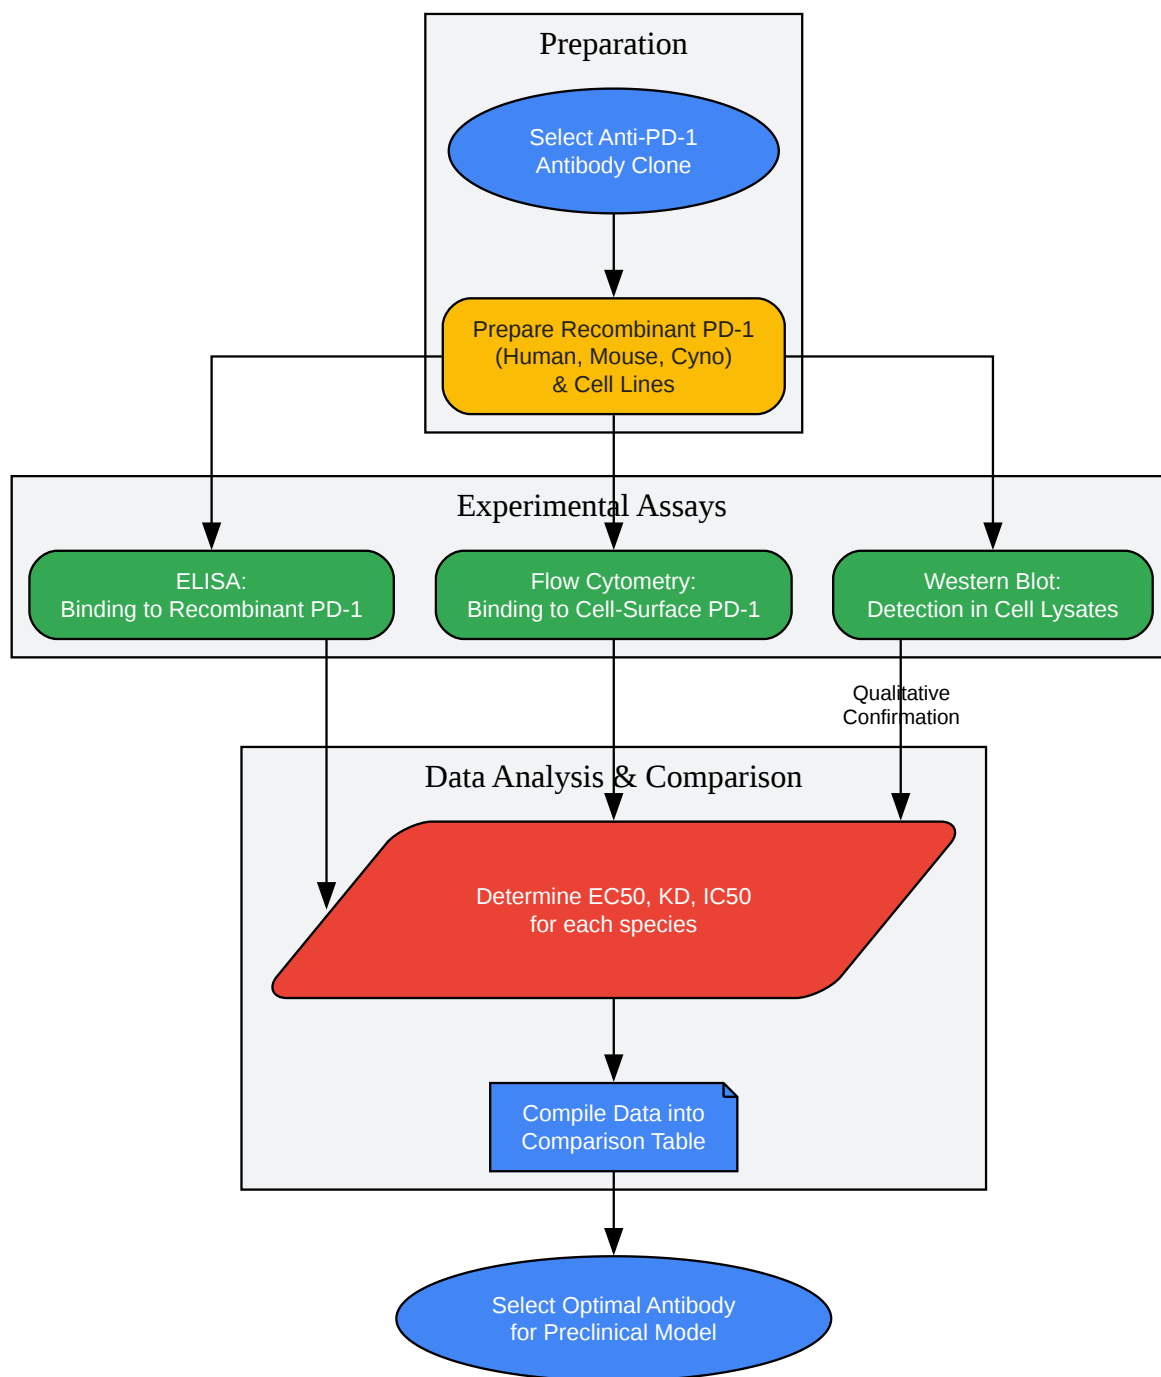 Preparation
Select Anti-PD-1
Antibody Clone
Prepare Recombinant PD-1
(Human, Mouse, Cyno)
& Cell Lines
Experimental Assays
ELISA:
Binding to Recombinant PD-1
Flow Cytometry:
Binding to Cell-Surface PD-1
Western Blot:
Detection in Cell Lysates
Qualitative
Confirmation
Data Analysis & Comparison
Determine EC50, KD, IC50
for each species
Compile Data into
Comparison Table
Select Optimal Antibody
for Preclinical Model